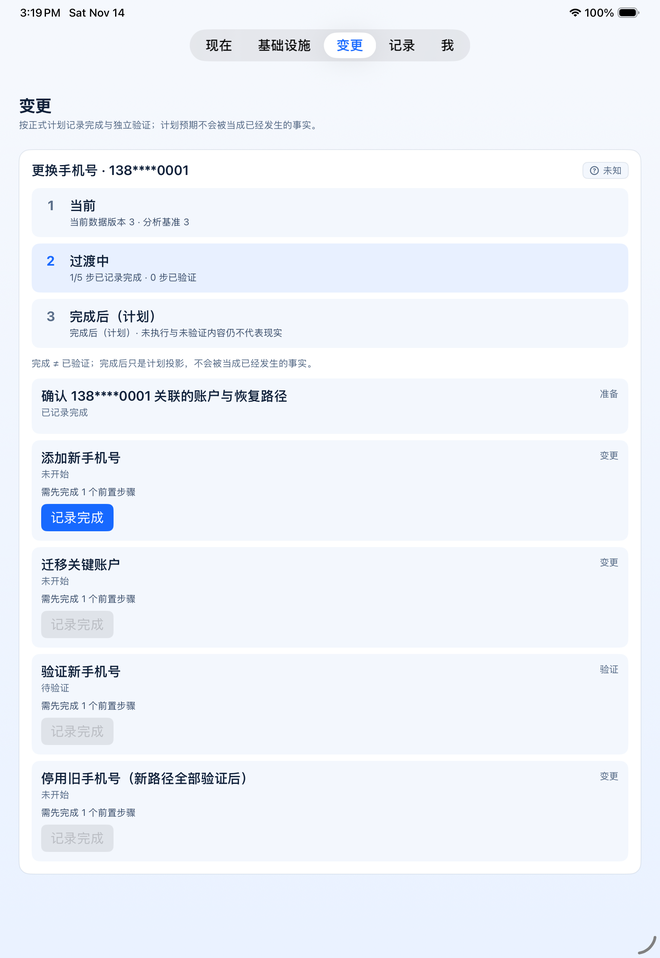 3:19 PM Sat Nov 14
100%
现在 基础设施 变更 记录 我
变更
按正式计划记录完成与独立验证；计划预期不会被当成已经发生的事实。
更换手机号 · 138****0001
未知
1 当前
当前数据版本 3 · 分析基准 3
2 过渡中
1/5 步已记录完成 · 0 步已验证
3 完成后（计划）
完成后（计划）· 未执行与未验证内容仍不代表现实
完成 ≠ 已验证；完成后只是计划投影，不会被当成已经发生的事实。
确认 138****0001 关联的账户与恢复路径
准备
已记录完成
添加新手机号
变更
未开始
需先完成 1 个前置步骤
记录完成
迁移关键账户
变更
未开始
需先完成 1 个前置步骤
记录完成
验证新手机号
验证
待验证
需先完成 1 个前置步骤
记录完成
停用旧手机号（新路径全部验证后）
变更
未开始
需先完成 1 个前置步骤
记录完成